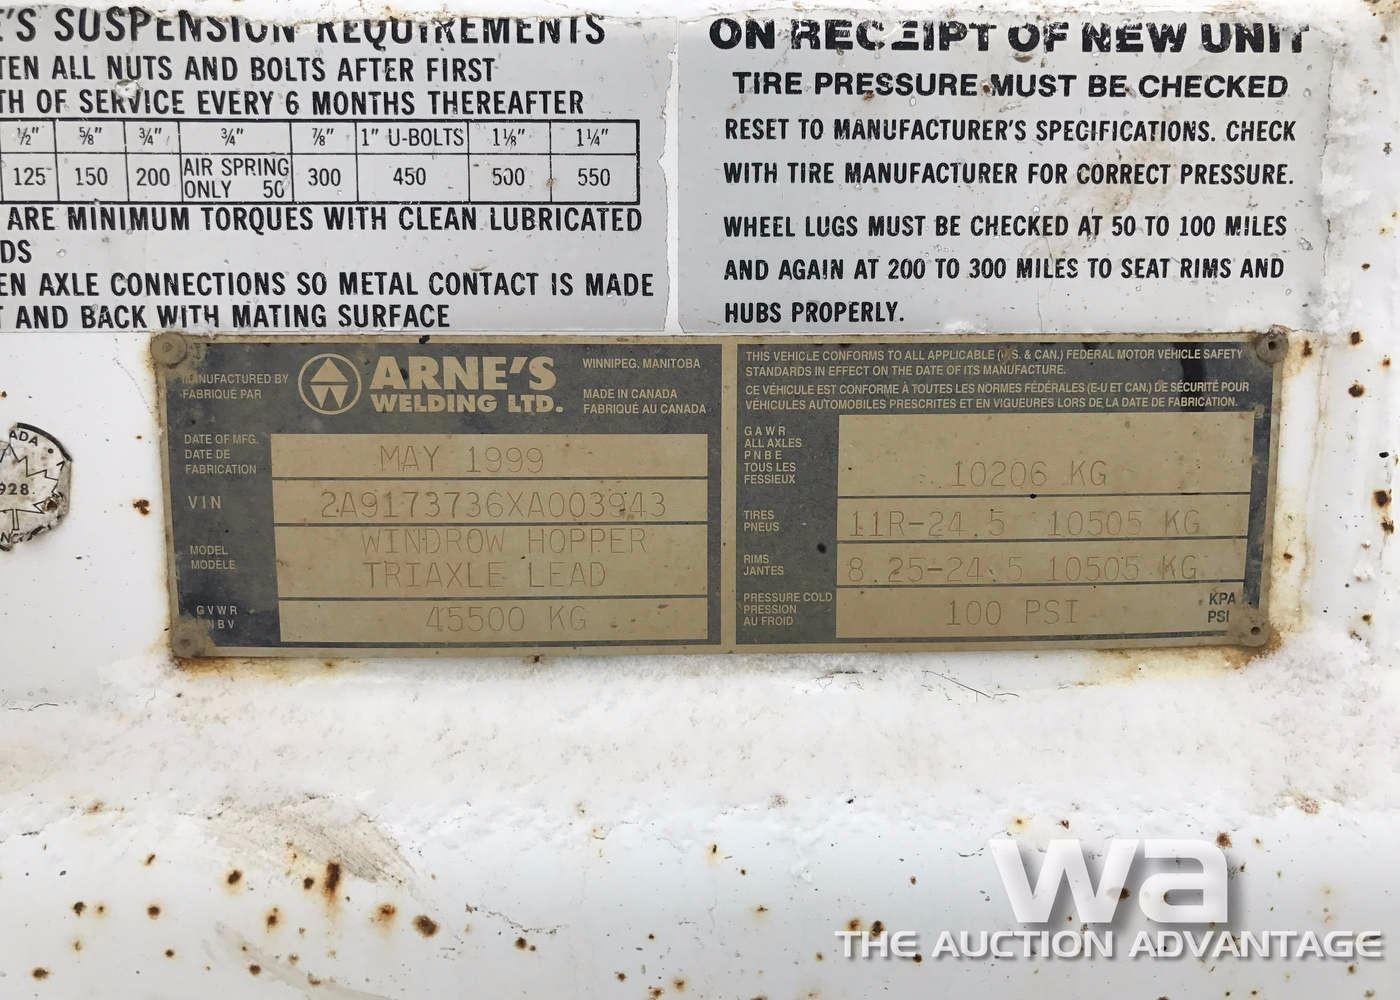 'S SUSPENSION REQUIREMENTS
TEN ALL NUTS AND BOLTS AFTER FIRST
TH OF SERVICE EVERY 6 MONTHS THEREAFTER
½" ⅝" ¾" ¾" ⅞" 1" U-BOLTS 1⅛" 1¼"
125 150 200 AIR SPRING ONLY 50 300 450 500 550
ARE MINIMUM TORQUES WITH CLEAN LUBRICATED
DS
EN AXLE CONNECTIONS SO METAL CONTACT IS MADE
T AND BACK WITH MATING SURFACE
ON RECEIPT OF NEW UNIT
TIRE PRESSURE MUST BE CHECKED
RESET TO MANUFACTURER'S SPECIFICATIONS. CHECK
WITH TIRE MANUFACTURER FOR CORRECT PRESSURE.
WHEEL LUGS MUST BE CHECKED AT 50 TO 100 MILES
AND AGAIN AT 200 TO 300 MILES TO SEAT RIMS AND
HUBS PROPERLY.
ADA
928
MANUFACTURED BY
FABRIQUÉ PAR
ARNE'S
WELDING LTD.
WINNIPEG, MANITOBA
MADE IN CANADA
FABRIQUÉ AU CANADA
DATE OF MFG.
DATE DE
FABRICATION
MAY 1999
VIN
2A9173736XA003943
MODEL
MODÈLE
WINDROW HOPPER
TRIAXLE LEAD
GVWR
NBV
45500 KG
THIS VEHICLE CONFORMS TO ALL APPLICABLE (U.S. & CAN.) FEDERAL MOTOR VEHICLE SAFETY
STANDARDS IN EFFECT ON THE DATE OF ITS MANUFACTURE.
CE VÉHICULE EST CONFORME À TOUTES LES NORMES FÉDÉRALES (E-U ET CAN.) DE SÉCURITÉ POUR
VÉHICULES AUTOMOBILES PRESCRITES ET EN VIGUEURES LORS DE LA DATE DE FABRICATION.
GAWR
ALL AXLES
PNBE
TOUS LES
FESSIEUX
10206 KG
TIRES
PNEUS
11R-24.5 10505 KG
RIMS
JANTES
8.25-24.5 10505 KG
PRESSURE COLD
PRESSION
AU FROID
100 PSI
KPA
PSI
wa
THE AUCTION ADVANTAGE